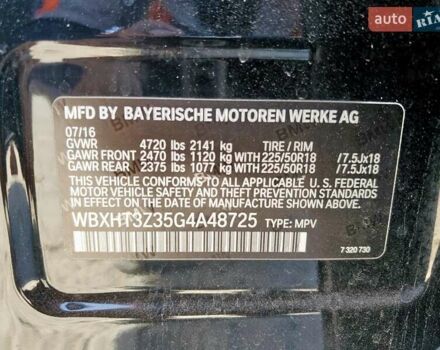 auto RIA
MFD BY BAYERISCHE MOTOREN WERKE AG
07/16
GVWR 4720 lbs 2141 kg TIRE / RIM
GAWR FRONT 2470 lbs 1120 kg WITH 225/50R18 /7.5Jx18
GAWR REAR 2375 lbs 1077 kg WITH 225/50R18 /7.5Jx18
THIS VEHICLE CONFORMS TO ALL APPLICABLE U.S. FEDERAL
MOTOR VEHICLE SAFETY, BUMPER, AND THEFT PREVENTION
STANDARDS IN EFFECT ON THE DATE OF MANUFACTURE SHOWN ABOVE.
WBXHT3Z35G4A48725 TYPE: MPV
7 320 730